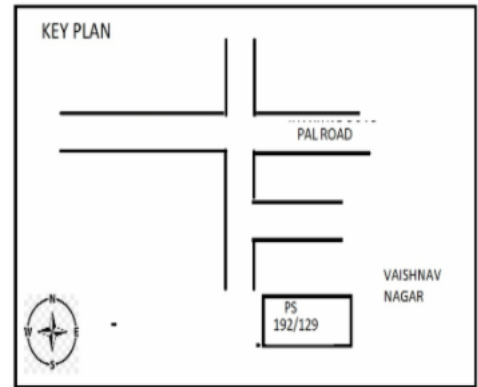 KEY PLAN
PAL ROAD
VAISHNAV
NAGAR
PS
192/129
N
W
E
S